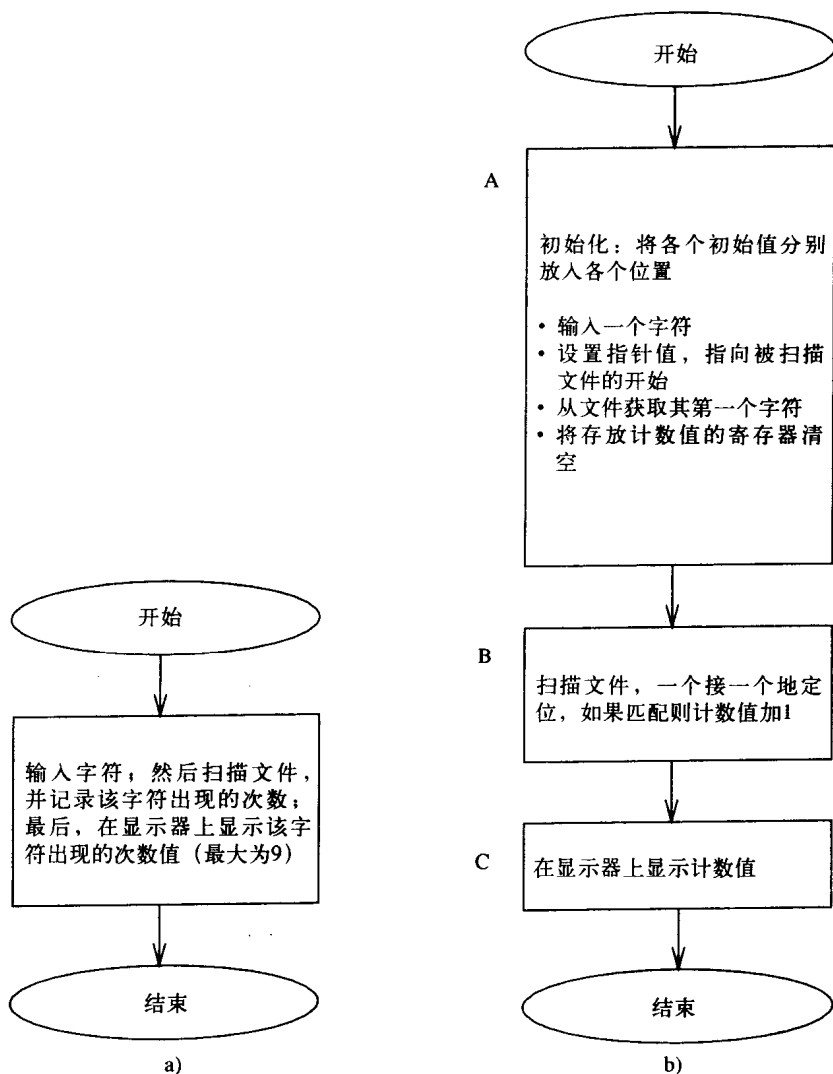 开始
输入字符；然后扫描文件，
并记录该字符出现的次数；
最后，在显示器上显示该字
符出现的次数值（最大为9）
结束
a)
开始
A
初始化：将各个初始值分别
放入各个位置
• 输入一个字符
• 设置指针值，指向被扫描
文件的开始
• 从文件获取其第一个字符
• 将存放计数值的寄存器清
空
B
扫描文件，一个接一个地定
位，如果匹配则计数值加1
C
在显示器上显示计数值
结束
b)